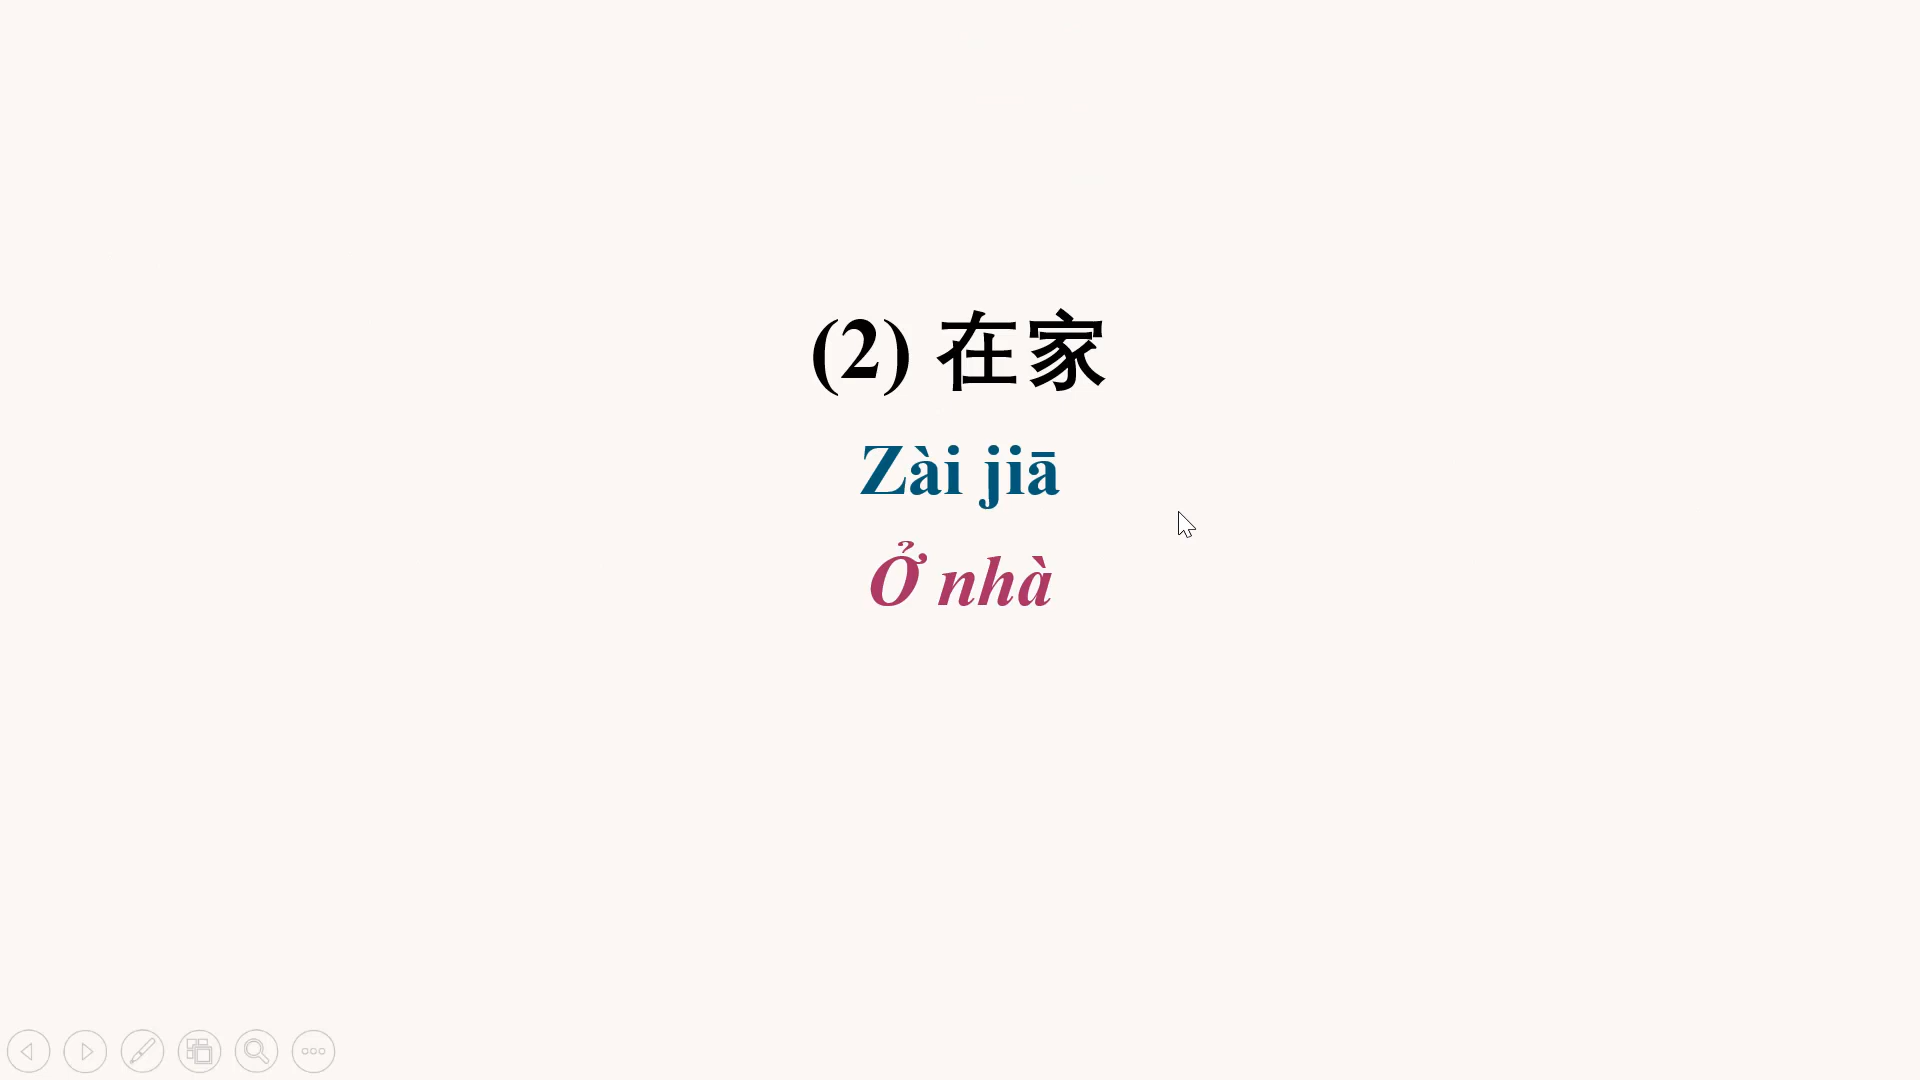 (2) 在家
Zài jiā
Ở nhà